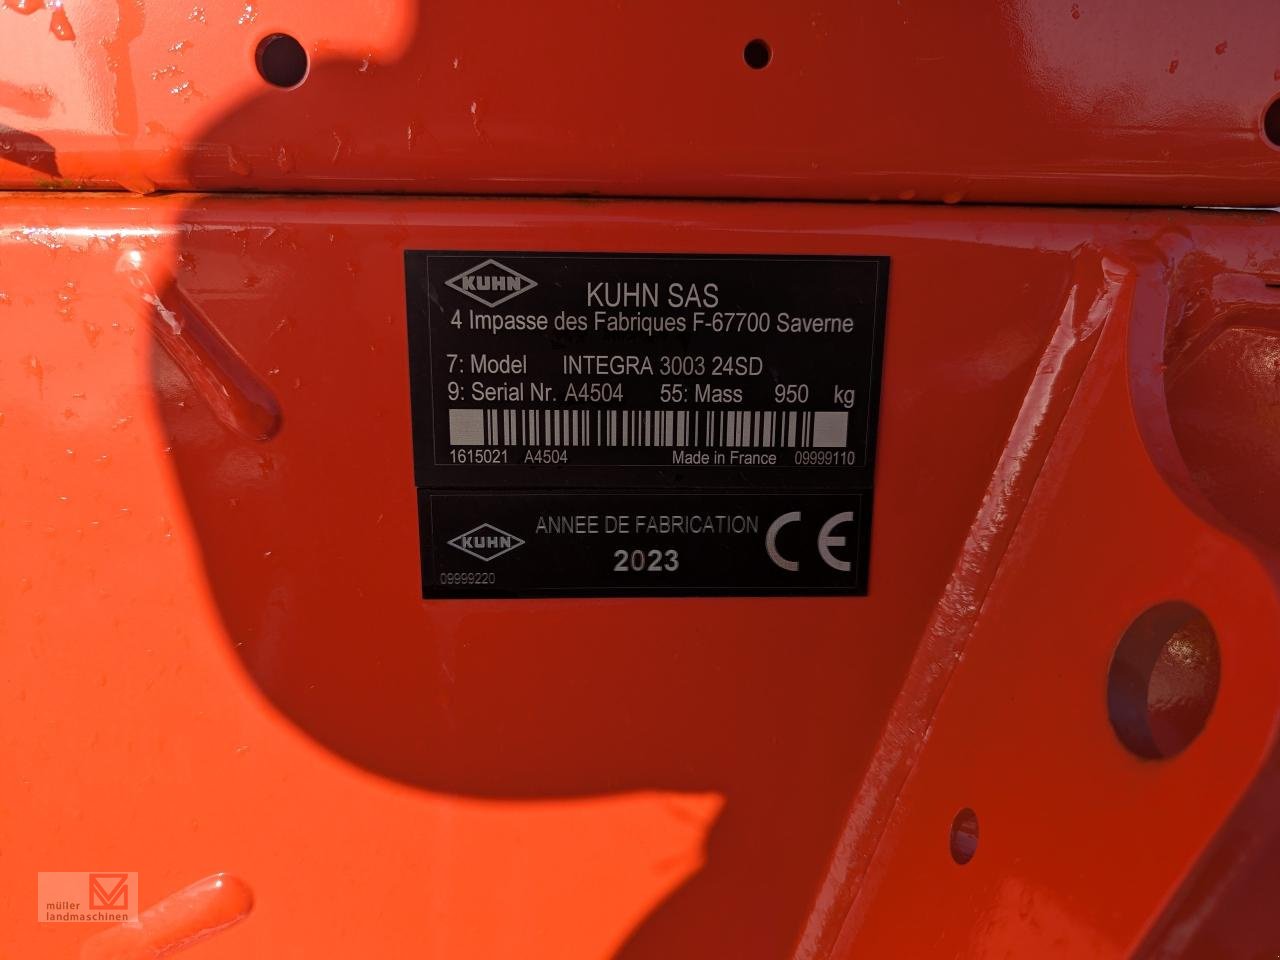 KUHN
KUHN SAS
4 Impasse des Fabriques F-67700 Saverne
7: Model INTEGRA 3003 24SD
9: Serial Nr. A4504 55: Mass 950 kg
1615021 A4504 Made in France 09999110
KUHN
ANNEE DE FABRICATION
2023
CE
09999220
müller
landmaschinen